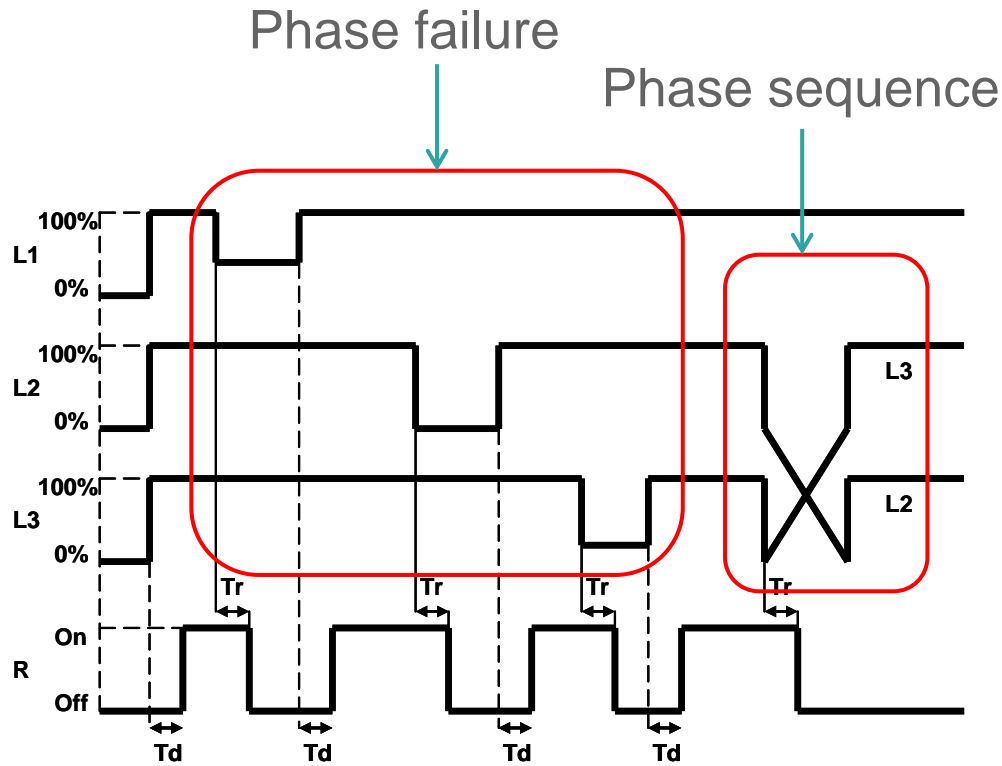 Phase failure
Phase sequence
100%
L1
0%
100%
L3
L2
0%
100%
L2
L3
0%
Tr Tr Tr Tr
On
R
Off
Td Td Td Td